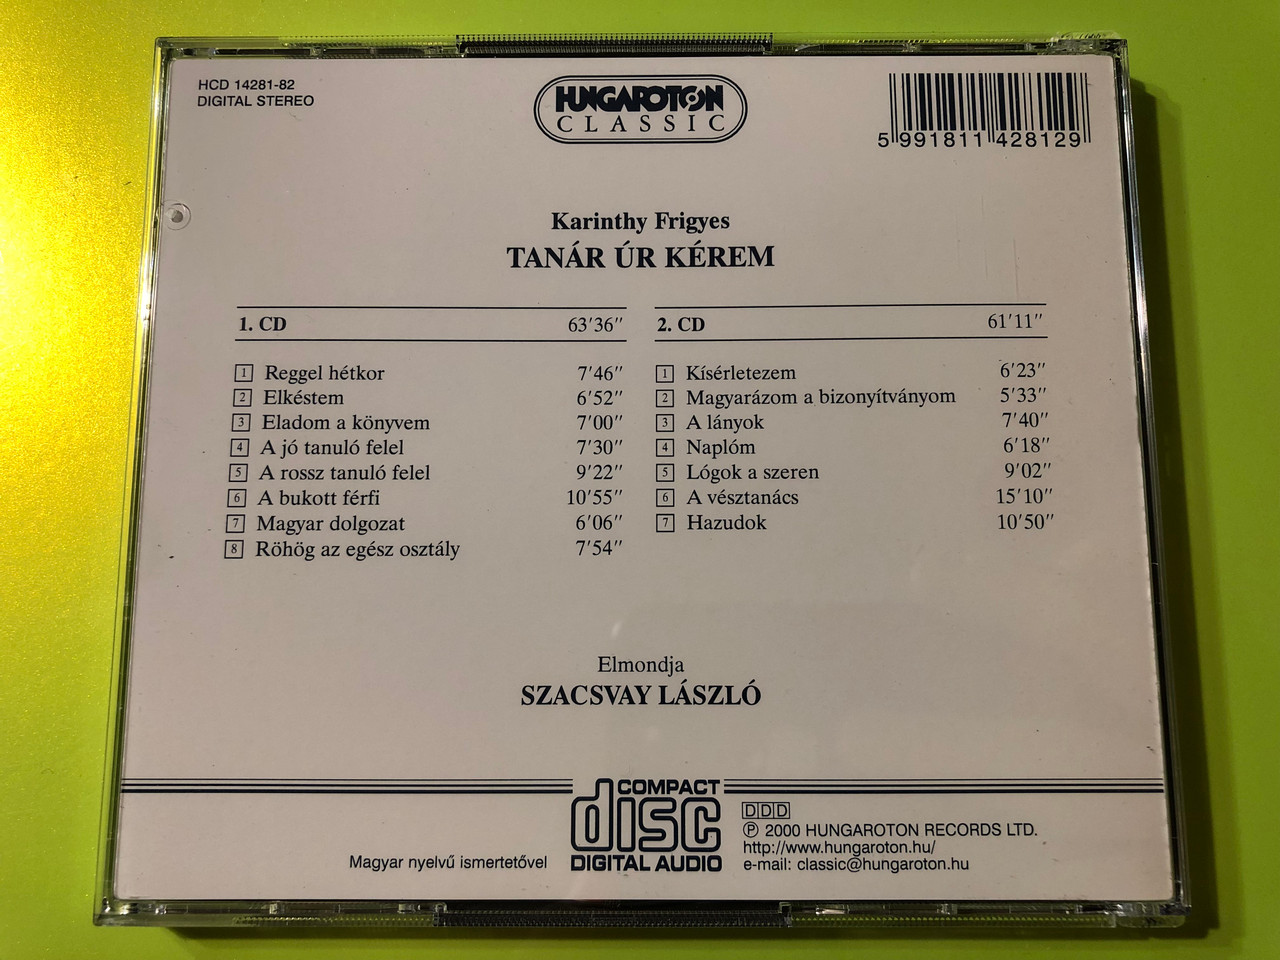 HCD 14281-82
DIGITAL STEREO
HUNGAROTON
CLASSIC
5 991811 428129
Karinthy Frigyes
TANÁR ÚR KÉREM
1. CD 63'36"
1 Reggel hétkor 7'46"
2 Elkéstem 6'52"
3 Eladom a könyvem 7'00"
4 A jó tanuló felel 7'30"
5 A rossz tanuló felel 9'22"
6 A bukott férfi 10'55"
7 Magyar dolgozat 6'06"
8 Röhög az egész osztály 7'54"
2. CD 61'11"
1 Kísérletezem 6'23"
2 Magyarázom a bizonyítványom 5'33"
3 A lányok 7'40"
4 Naplóm 6'18"
5 Lógok a szeren 9'02"
6 A vésztanács 15'10"
7 Hazudok 10'50"
Elmondja
SZACSVAY LÁSZLÓ
Magyar nyelvű ismertetővel
COMPACT
disc
DIGITAL AUDIO
DDD
℗ 2000 HUNGAROTON RECORDS LTD.
http://www.hungaroton.hu/
e-mail: classic@hungaroton.hu